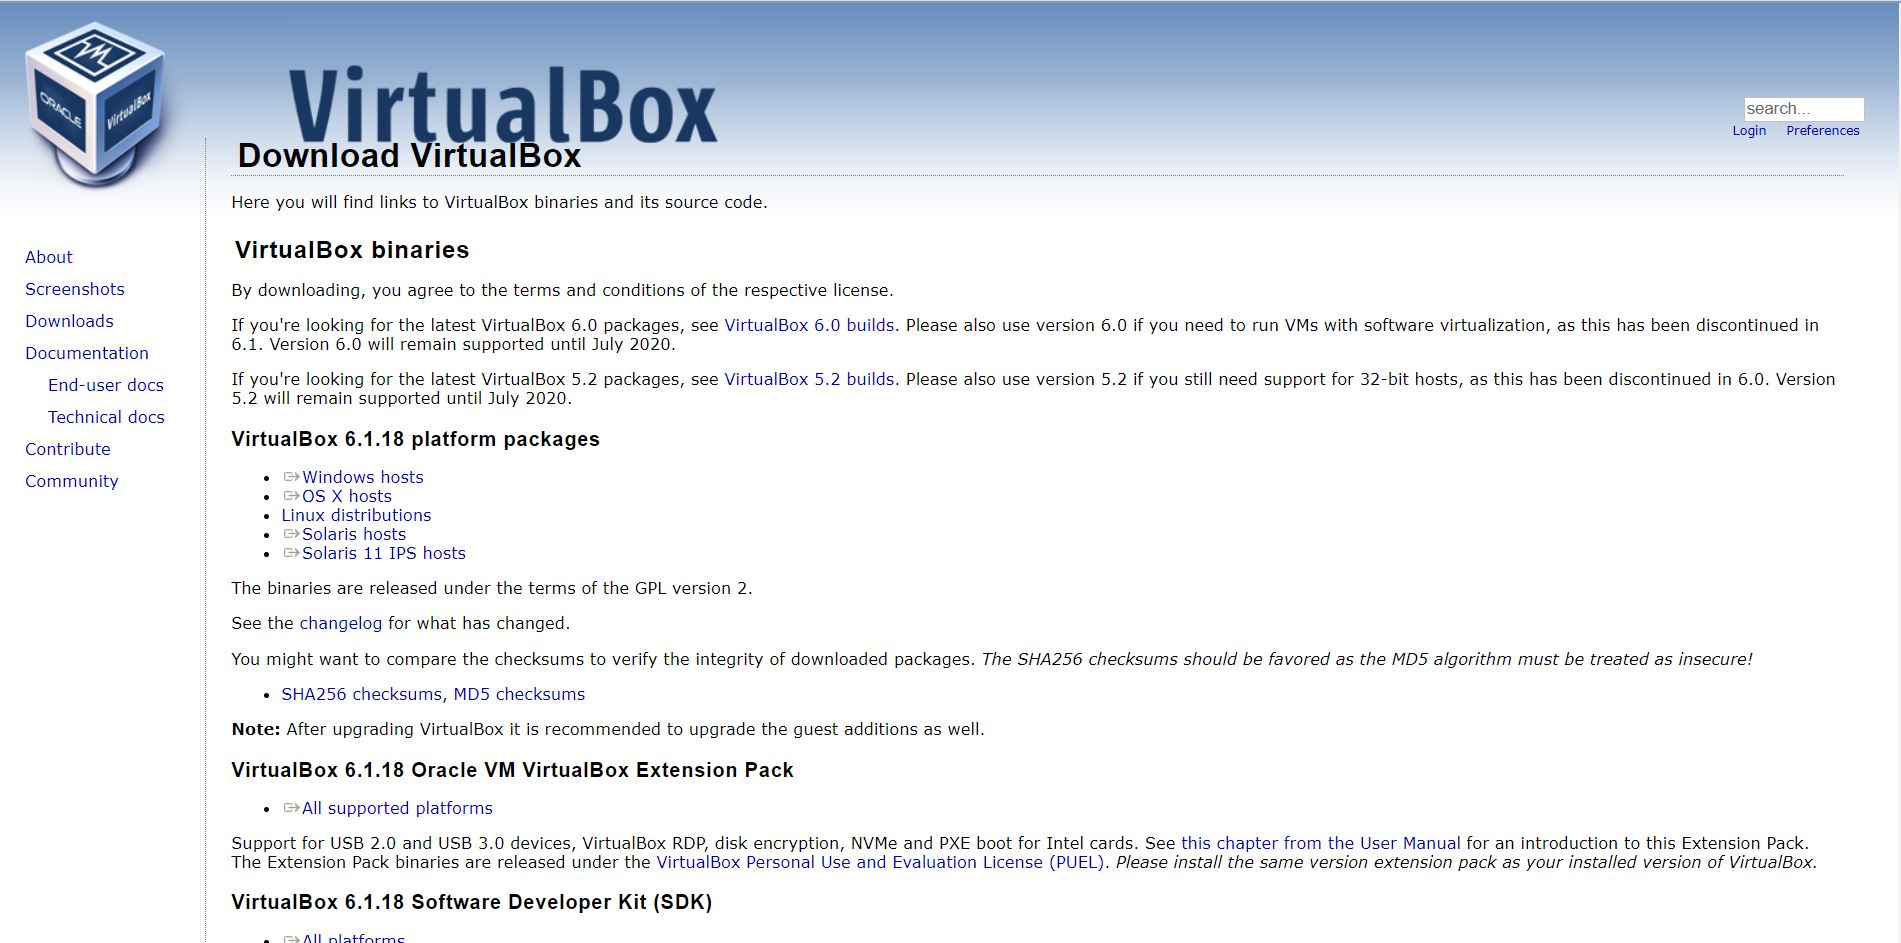 ORACLE
VirtualBox
VirtualBox
search...
Login Preferences
Download VirtualBox
Here you will find links to VirtualBox binaries and its source code.
About
Screenshots
Downloads
Documentation
End-user docs
Technical docs
Contribute
Community
VirtualBox binaries
By downloading, you agree to the terms and conditions of the respective license.
If you're looking for the latest VirtualBox 6.0 packages, see VirtualBox 6.0 builds. Please also use version 6.0 if you need to run VMs with software virtualization, as this has been discontinued in
6.1. Version 6.0 will remain supported until July 2020.
If you're looking for the latest VirtualBox 5.2 packages, see VirtualBox 5.2 builds. Please also use version 5.2 if you still need support for 32-bit hosts, as this has been discontinued in 6.0. Version
5.2 will remain supported until July 2020.
VirtualBox 6.1.18 platform packages
Windows hosts
OS X hosts
Linux distributions
Solaris hosts
Solaris 11 IPS hosts
The binaries are released under the terms of the GPL version 2.
See the changelog for what has changed.
You might want to compare the checksums to verify the integrity of downloaded packages. The SHA256 checksums should be favored as the MD5 algorithm must be treated as insecure!
SHA256 checksums, MD5 checksums
Note: After upgrading VirtualBox it is recommended to upgrade the guest additions as well.
VirtualBox 6.1.18 Oracle VM VirtualBox Extension Pack
All supported platforms
Support for USB 2.0 and USB 3.0 devices, VirtualBox RDP, disk encryption, NVMe and PXE boot for Intel cards. See this chapter from the User Manual for an introduction to this Extension Pack.
The Extension Pack binaries are released under the VirtualBox Personal Use and Evaluation License (PUEL). Please install the same version extension pack as your installed version of VirtualBox.
VirtualBox 6.1.18 Software Developer Kit (SDK)
All platforms